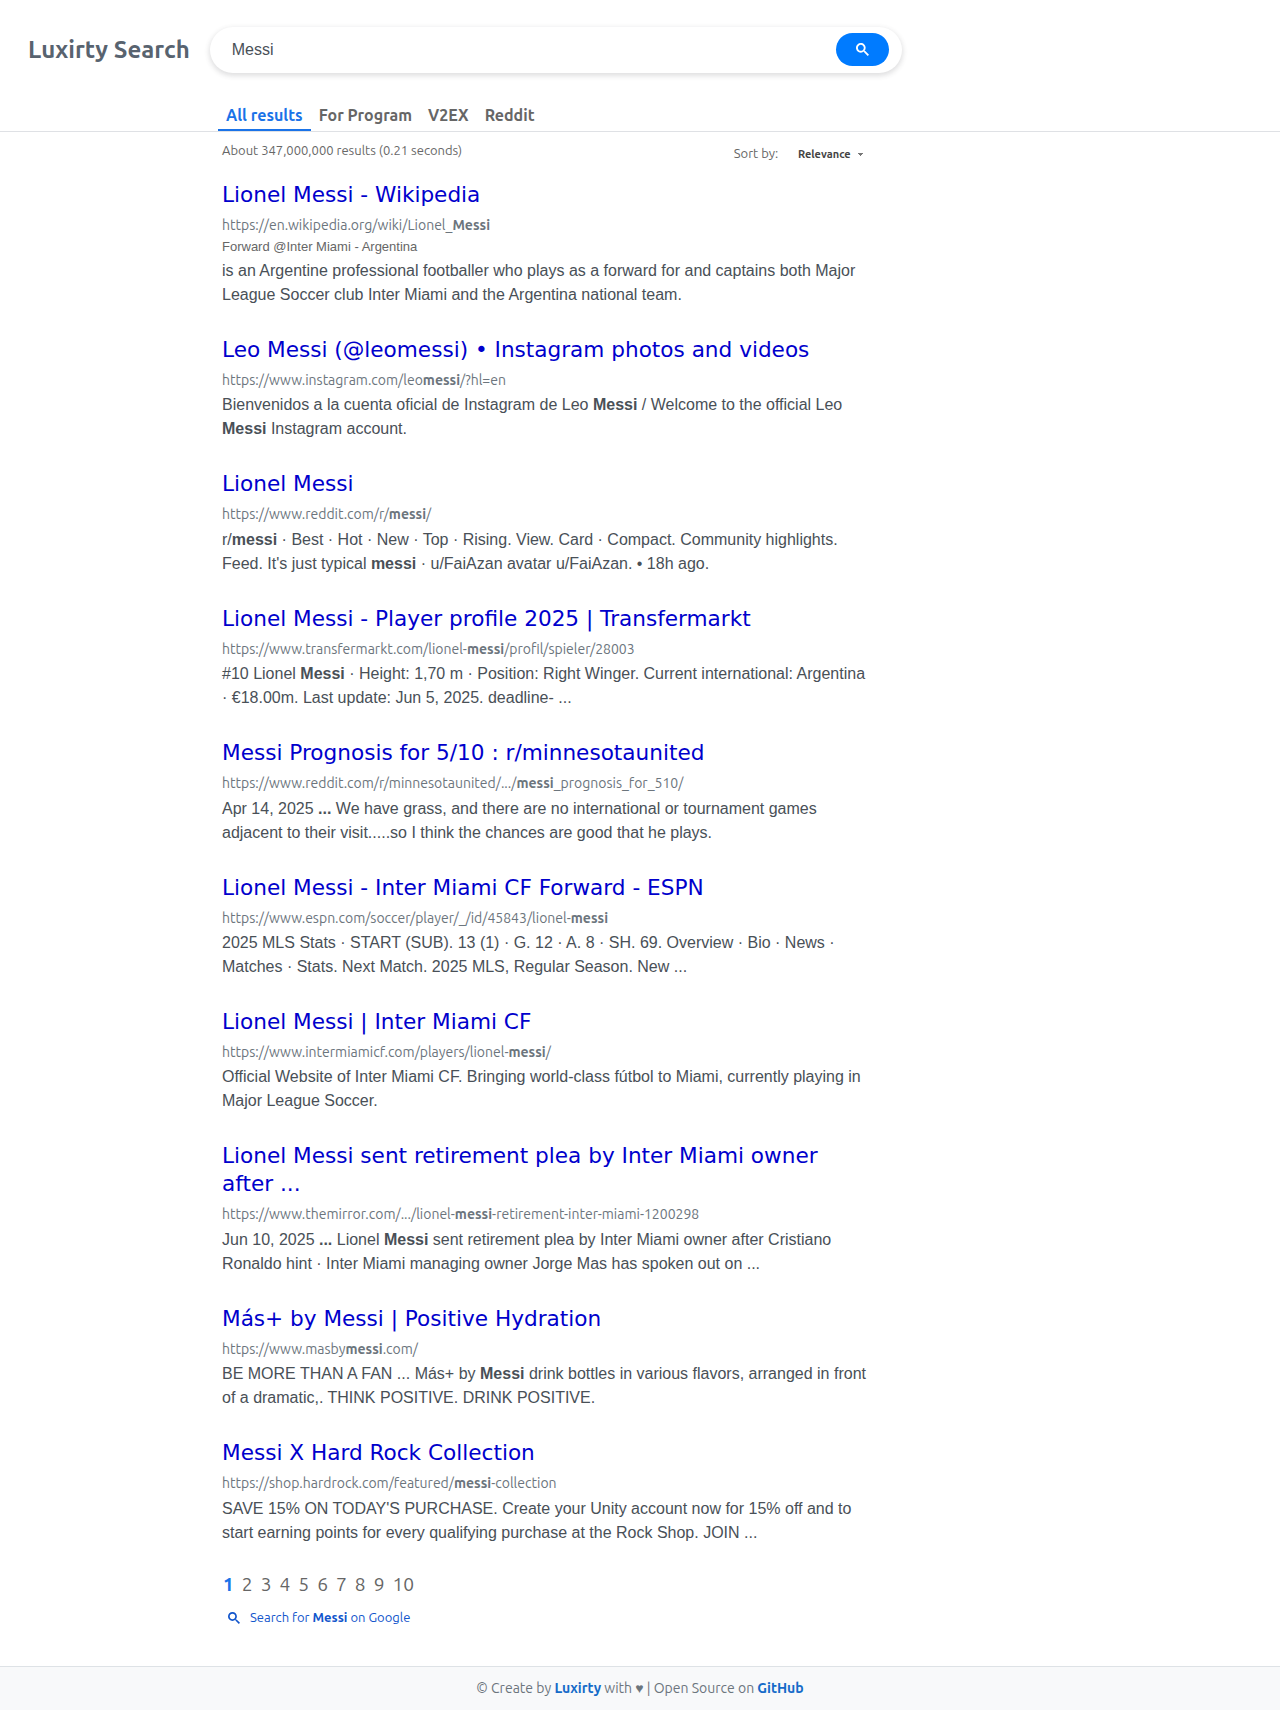 Luxirty Search
Messi
All results For Program V2EX Reddit
About 347,000,000 results (0.21 seconds)
Sort by: Relevance
Lionel Messi - Wikipedia
https://en.wikipedia.org/wiki/Lionel_Messi
Forward @Inter Miami - Argentina
is an Argentine professional footballer who plays as a forward for and captains both Major
League Soccer club Inter Miami and the Argentina national team.
Leo Messi (@leomessi) • Instagram photos and videos
https://www.instagram.com/leomessi/?hl=en
Bienvenidos a la cuenta oficial de Instagram de Leo Messi / Welcome to the official Leo
Messi Instagram account.
Lionel Messi
https://www.reddit.com/r/messi/
r/messi · Best · Hot · New · Top · Rising. View. Card · Compact. Community highlights.
Feed. It's just typical messi · u/FaiAzan avatar u/FaiAzan. • 18h ago.
Lionel Messi - Player profile 2025 | Transfermarkt
https://www.transfermarkt.com/lionel-messi/profil/spieler/28003
#10 Lionel Messi · Height: 1,70 m · Position: Right Winger. Current international: Argentina
· €18.00m. Last update: Jun 5, 2025. deadline- ...
Messi Prognosis for 5/10 : r/minnesotaunited
https://www.reddit.com/r/minnesotaunited/.../messi_prognosis_for_510/
Apr 14, 2025 ... We have grass, and there are no international or tournament games
adjacent to their visit.....so I think the chances are good that he plays.
Lionel Messi - Inter Miami CF Forward - ESPN
https://www.espn.com/soccer/player/_/id/45843/lionel-messi
2025 MLS Stats · START (SUB). 13 (1) · G. 12 · A. 8 · SH. 69. Overview · Bio · News ·
Matches · Stats. Next Match. 2025 MLS, Regular Season. New ...
Lionel Messi | Inter Miami CF
https://www.intermiamicf.com/players/lionel-messi/
Official Website of Inter Miami CF. Bringing world-class fútbol to Miami, currently playing in
Major League Soccer.
Lionel Messi sent retirement plea by Inter Miami owner
after ...
https://www.themirror.com/.../lionel-messi-retirement-inter-miami-1200298
Jun 10, 2025 ... Lionel Messi sent retirement plea by Inter Miami owner after Cristiano
Ronaldo hint · Inter Miami managing owner Jorge Mas has spoken out on ...
Más+ by Messi | Positive Hydration
https://www.masbymessi.com/
BE MORE THAN A FAN ... Más+ by Messi drink bottles in various flavors, arranged in front
of a dramatic,. THINK POSITIVE. DRINK POSITIVE.
Messi X Hard Rock Collection
https://shop.hardrock.com/featured/messi-collection
SAVE 15% ON TODAY'S PURCHASE. Create your Unity account now for 15% off and to
start earning points for every qualifying purchase at the Rock Shop. JOIN ...
1 2 3 4 5 6 7 8 9 10
Search for Messi on Google
© Create by Luxirty with ♥ | Open Source on GitHub